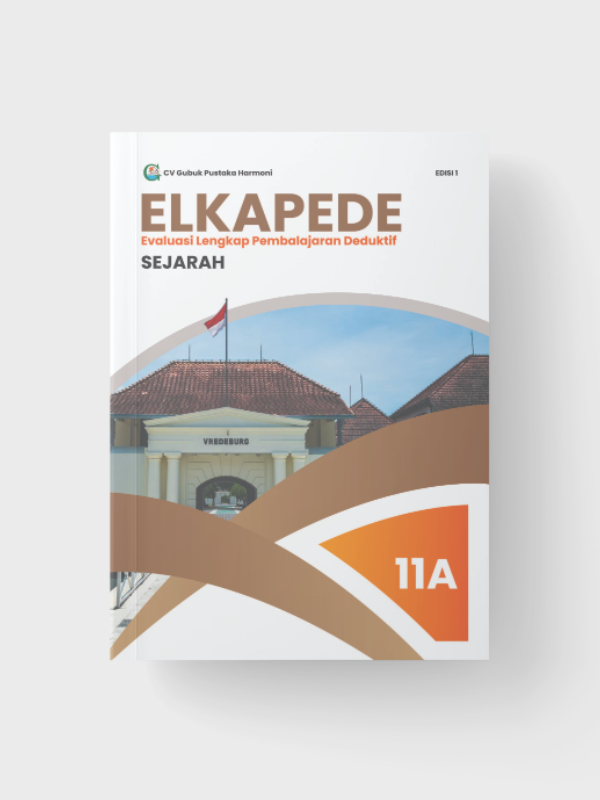 CV Gubuk Pustaka Harmoni
EDISI 1
ELKAPEDE
Evaluasi Lengkap Pembalajaran Deduktif
SEJARAH
VREDEBURG
11A